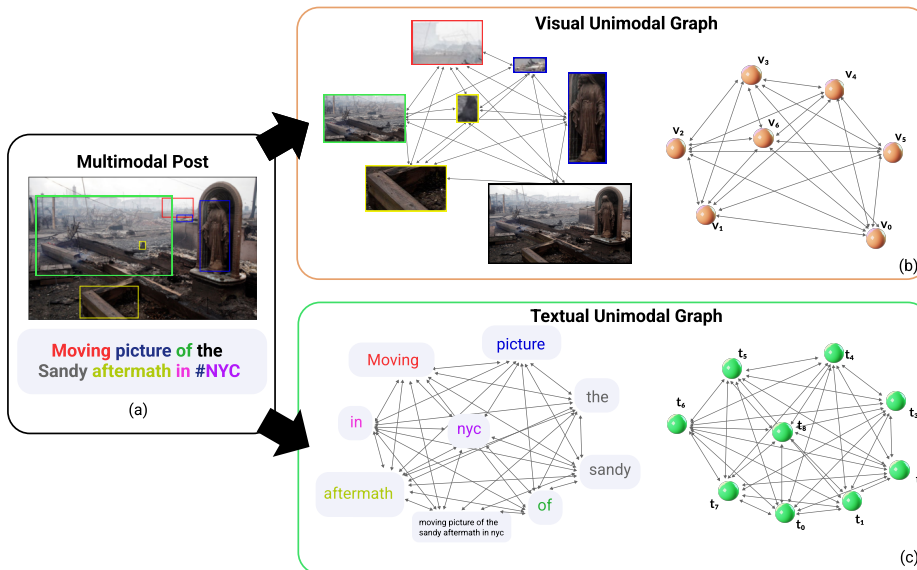 Multimodal Post
Moving picture of the
Sandy aftermath in #NYC
(a)
Visual Unimodal Graph
V3
V4
V2
V6
V5
V1
V0
(b)
Textual Unimodal Graph
Moving
picture
in
nyc
the
aftermath
sandy
of
moving picture of the
sandy aftermath in nyc
t5
t4
t6
t8
t3
t7
t0
t1
(c)